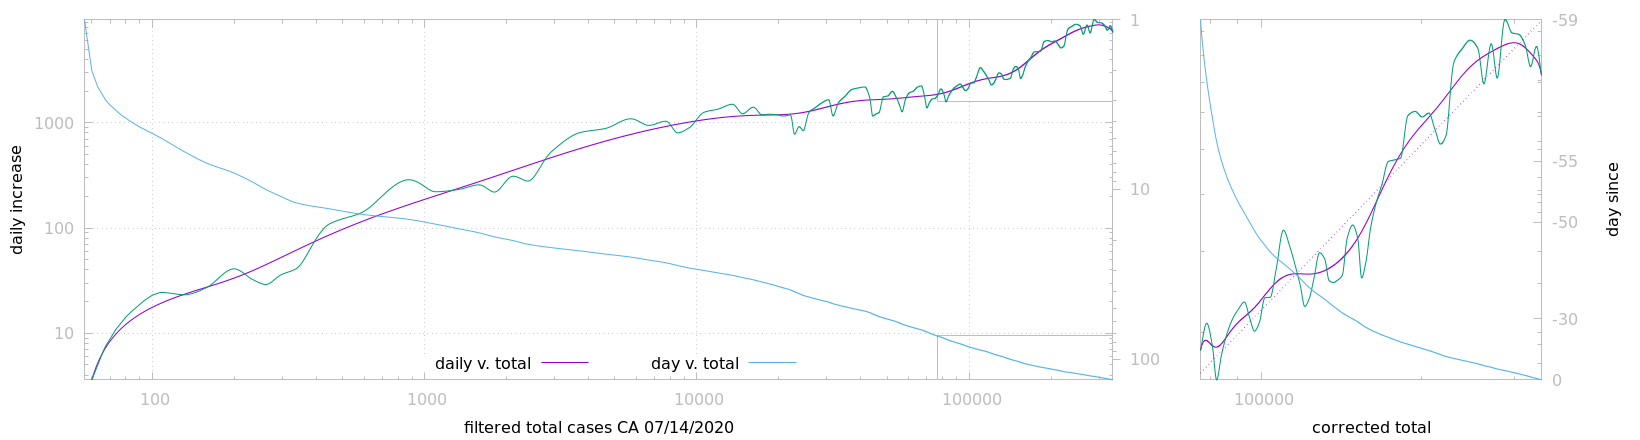 daily increase
1000
100
10
100
1000
10000
100000
filtered total cases CA 07/14/2020
daily v. total
day v. total
1
10
100
100000
corrected total
-59
-55
-50
-30
0
day since